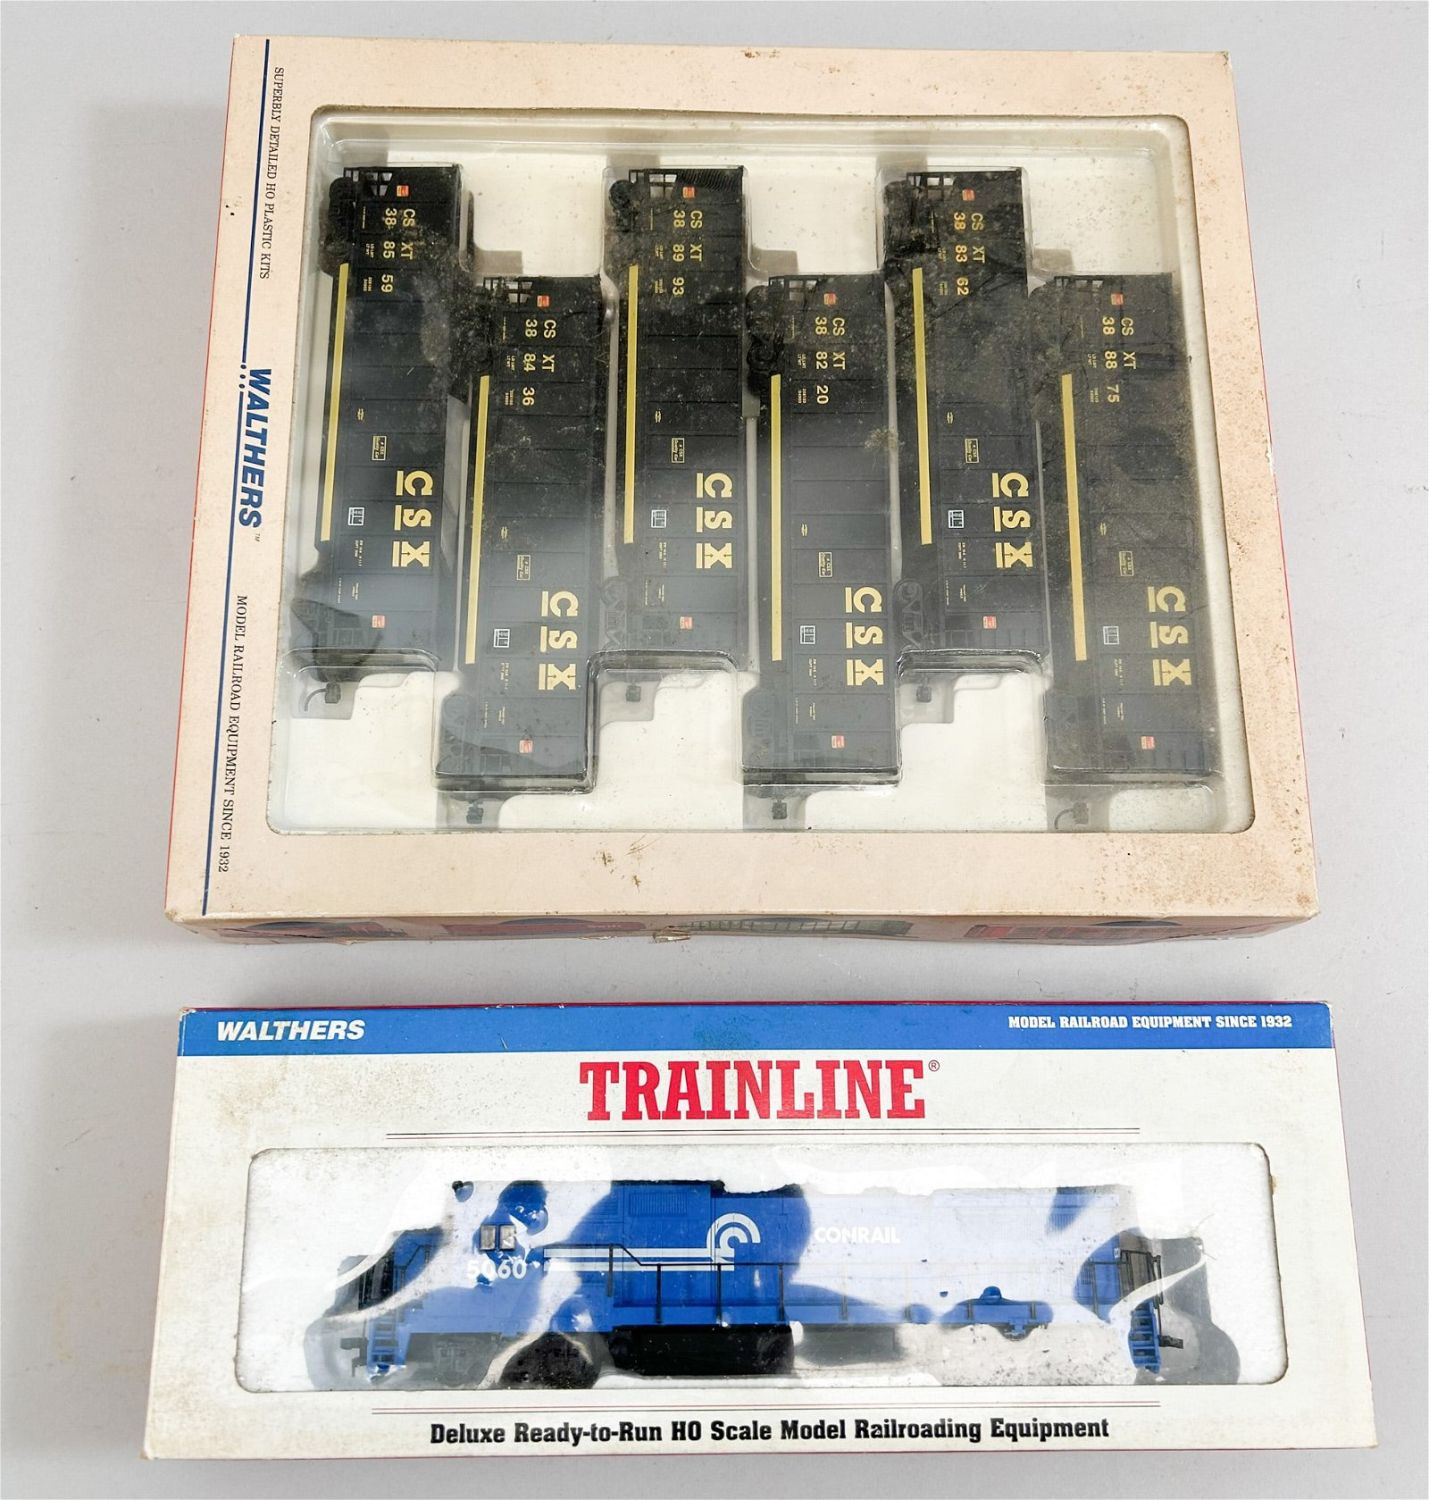 SUPERBLY DETAILED HO PLASTIC KITS
WALTHERS™
MODEL RAILROAD EQUIPMENT SINCE 1932
CS XT
38 85 59
CSX
CS XT
38 84 36
CSX
CS XT
38 89 93
CSX
CS XT
38 82 20
CSX
CS XT
38 83 62
CSX
CS XT
38 88 75
CSX
WALTHERS
MODEL RAILROAD EQUIPMENT SINCE 1932
TRAINLINE®
CONRAIL
5060
Deluxe Ready-to-Run HO Scale Model Railroading Equipment